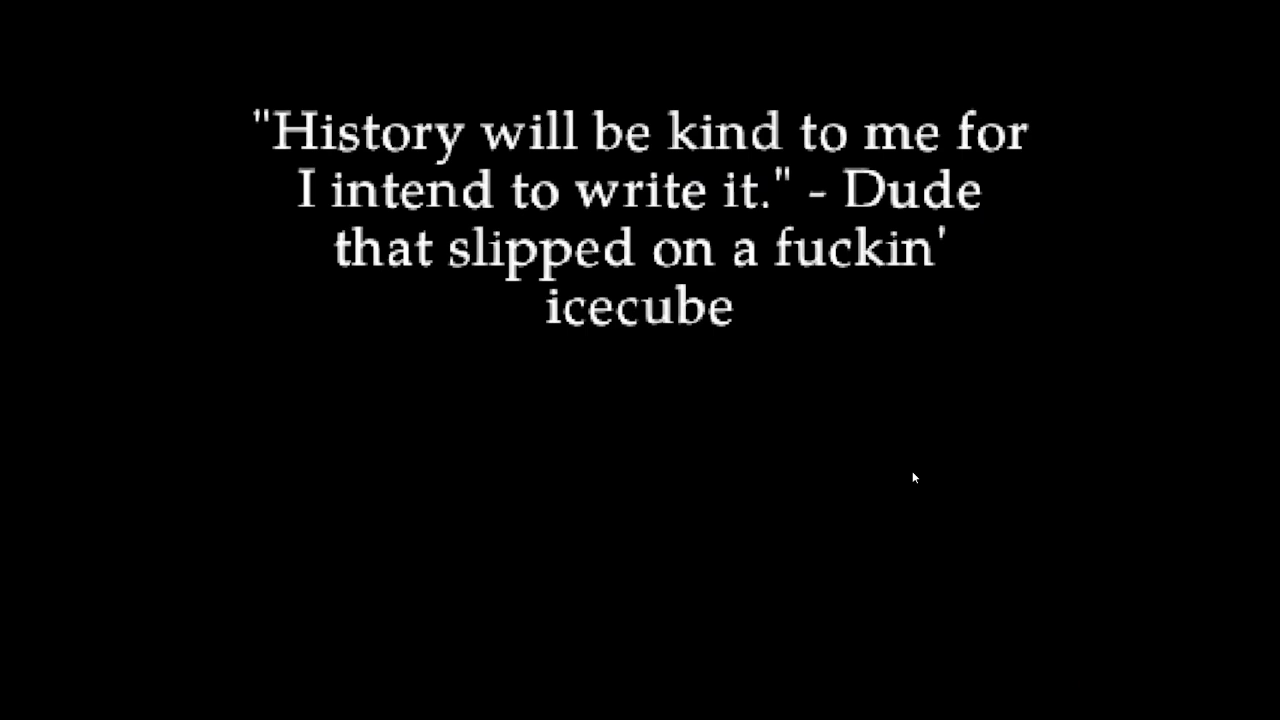 "History will be kind to me for
I intend to write it." - Dude
that slipped on a fuckin'
icecube